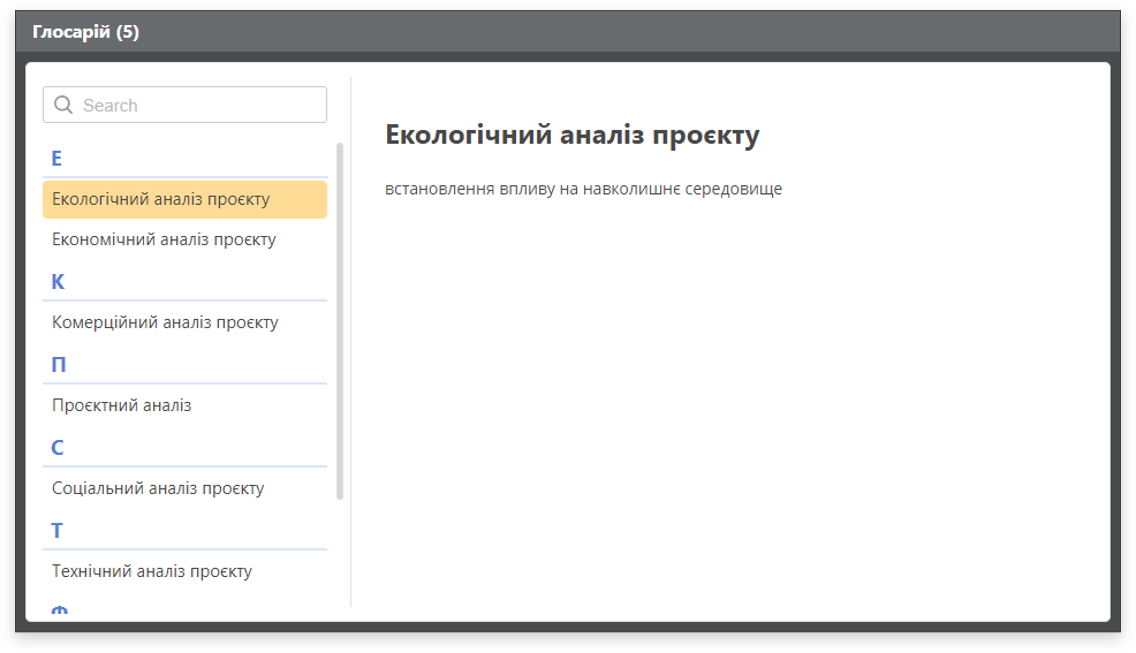 Глосарій (5)
Search
Е
Екологічний аналіз проєкту
Економічний аналіз проєкту
К
Комерційний аналіз проєкту
П
Проєктний аналіз
С
Соціальний аналіз проєкту
Т
Технічний аналіз проєкту
Ф
Екологічний аналіз проєкту
встановлення впливу на навколишнє середовище